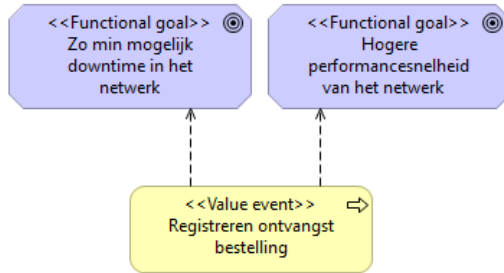 <<Functional goal>>
Zo min mogelijk
downtime in het
netwerk
<<Functional goal>>
Hogere
performancesnelheid
van het netwerk
<<Value event>>
Registreren ontvangst
bestelling